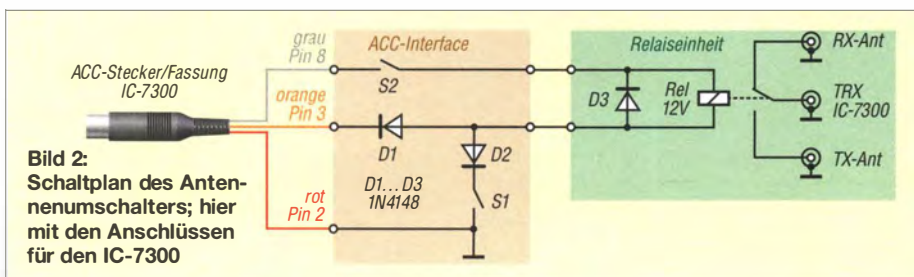 grau
Pin 8
ACC-Interface
Relaiseinheit
RX-Ant
ACC-Stecker/Fassung
IC-7300
S2
orange
Pin 3
D3
Rel
12V
TRX
IC-7300
D1
D2
Bild 2:
Schaltplan des Anten-
nenumschalters; hier
mit den Anschlüssen
für den IC-7300
D1...D3
1N4148
S1
TX-Ant
rot
Pin 2